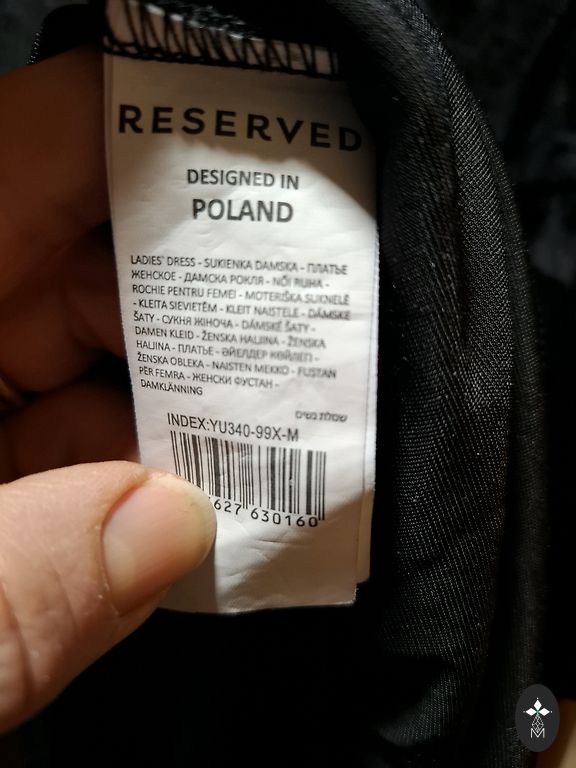 RESERVED
DESIGNED IN
POLAND
LADIES` DRESS - SUKIENKA DAMSKA - ПЛАТЬЕ
ЖЕНСКОЕ - ДАМСКА РОКЛЯ - NŐI RUHA -
ROCHIE PENTRU FEMEI - MOTERIŠKA SUKNELĖ
- KLEITA SIEVIETĒM - KLEIT NAISTELE - DÁMSKE
ŠATY - СУКНЯ ЖІНОЧА - DÁMSKÉ ŠATY -
DAMEN KLEID - ŽENSKA HALJINA - ŽENSKA
HALJINA - ПЛАТЬЕ - ӘЙЕЛДЕР КӨЙЛЕГІ -
ŽENSKA OBLEKA - NAISTEN MEKKO - FUSTAN
PËR FEMRA - ЖЕНСКИ ФУСТАН -
DAMKLÄNNING
שמלות נשים
INDEX:YU340-99X-M
627 630160
M